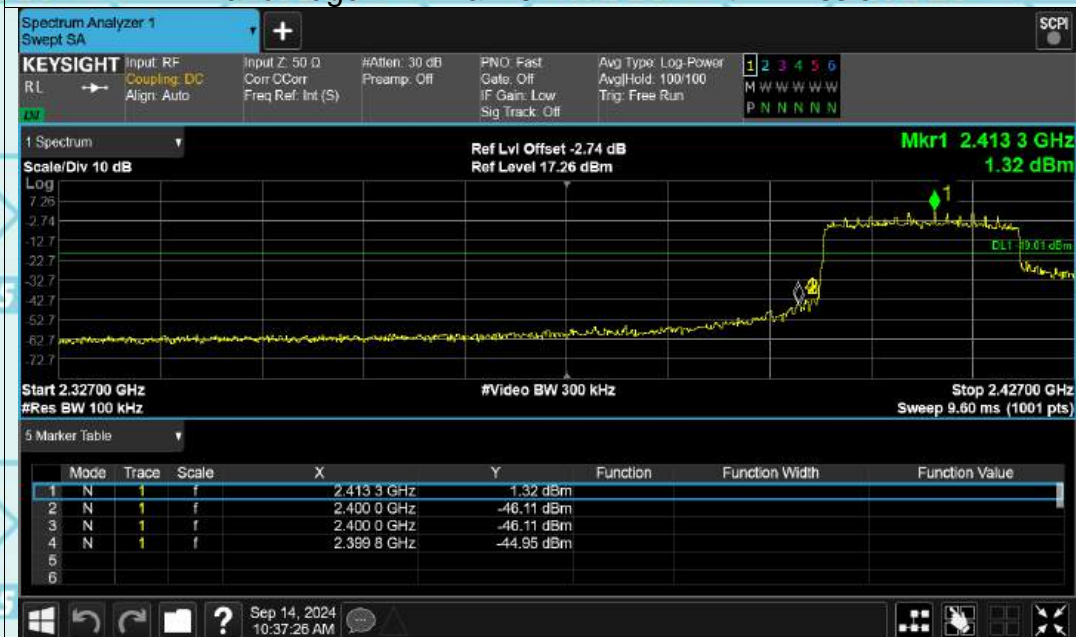 Spectrum Analyzer 1
Swept SA
+
SCPI
KEYSIGHT
RL
Input: RF
Coupling: DC
Align: Auto
Input Z: 50 Ω
Corr CCorr
Freq Ref: Int (S)
#Atten: 30 dB
Preamp: Off
PNO: Fast
Gate: Off
IF Gain: Low
Sig Track: Off
Avg Type: Log-Power
Avg|Hold: 100/100
Trig: Free Run
1 2 3 4 5 6
M W W W W W
P N N N N N
1 Spectrum
Scale/Div 10 dB
Ref Lvl Offset -2.74 dB
Ref Level 17.26 dBm
Mkr1 2.413 3 GHz
1.32 dBm
Log
7.26
-2.74
-12.7
-22.7
-32.7
-42.7
-52.7
-62.7
-72.7
1
DL1 -19.01 dBm
Start 2.32700 GHz
#Res BW 100 kHz
#Video BW 300 kHz
Stop 2.42700 GHz
Sweep 9.60 ms (1001 pts)
5 Marker Table
Mode Trace Scale X Y Function Function Width Function Value
1 N 1 f 2.413 3 GHz 1.32 dBm
2 N 1 f 2.400 0 GHz -46.11 dBm
3 N 1 f 2.400 0 GHz -46.11 dBm
4 N 1 f 2.399 8 GHz -44.95 dBm
5
6
?
Sep 14, 2024
10:37:26 AM